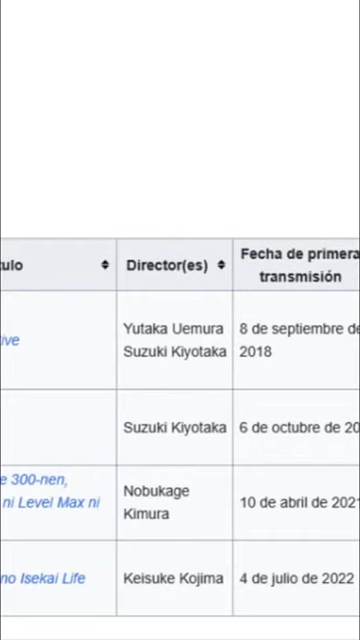 Director(es)
Fecha de primera
transmisión
Yutaka Uemura
Suzuki Kiyotaka
8 de septiembre de
2018
Suzuki Kiyotaka
6 de octubre de 20
e 300-nen,
ni Level Max ni
Nobukage
Kimura
10 de abril de 2021
no Isekai Life
Keisuke Kojima
4 de julio de 2022